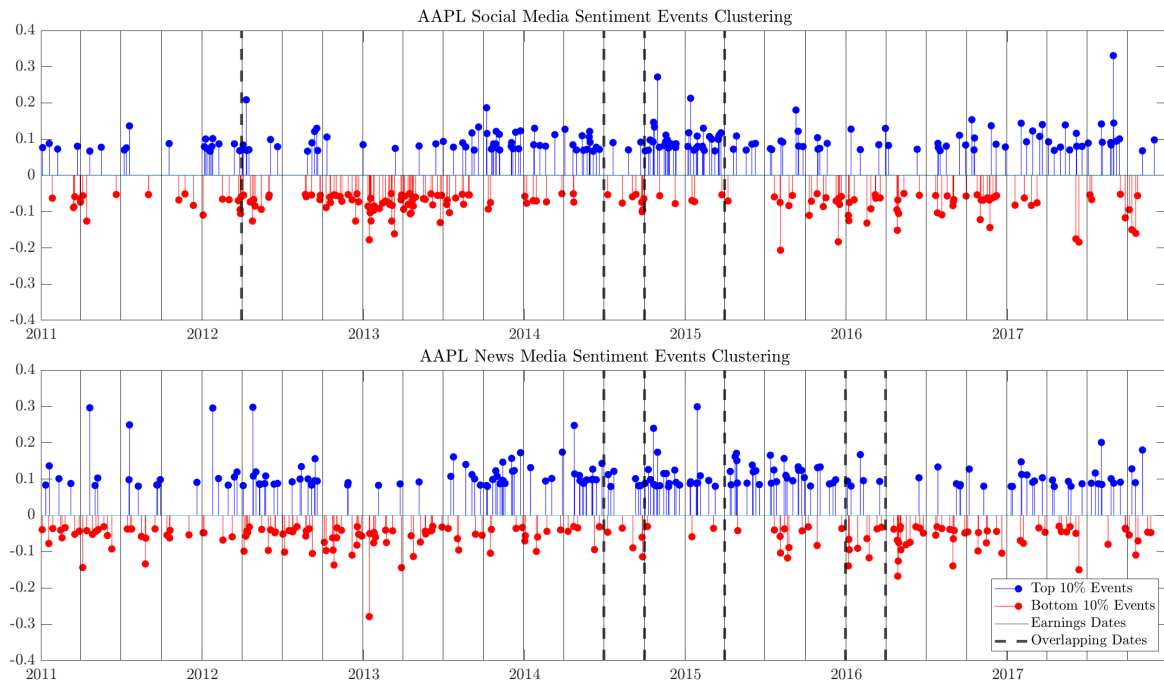 AAPL Social Media Sentiment Events Clustering
0.4
0.3
0.2
0.1
0
-0.1
-0.2
-0.3
-0.4
2011 2012 2013 2014 2015 2016 2017
AAPL News Media Sentiment Events Clustering
0.4
0.3
0.2
0.1
0
-0.1
-0.2
-0.3
-0.4
Top 10% Events
Bottom 10% Events
Earnings Dates
Overlapping Dates
2011 2012 2013 2014 2015 2016 2017